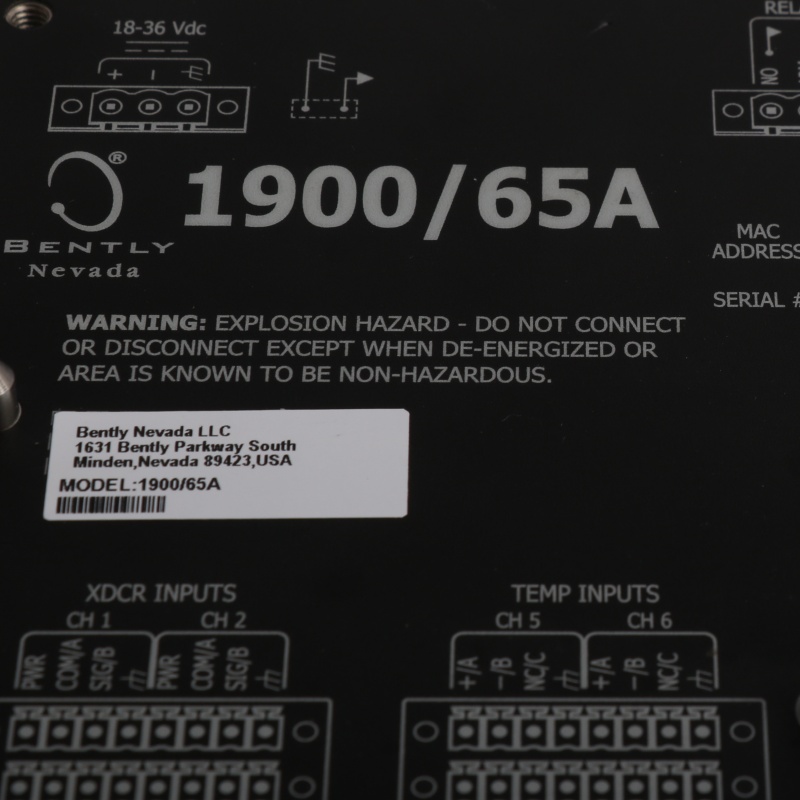 18-36 Vdc
+ –
RELA
NO
®
1900/65A
BENTLY
Nevada
MAC
ADDRESS
SERIAL #
WARNING: EXPLOSION HAZARD - DO NOT CONNECT
OR DISCONNECT EXCEPT WHEN DE-ENERGIZED OR
AREA IS KNOWN TO BE NON-HAZARDOUS.
Bently Nevada LLC
1631 Bently Parkway South
Minden,Nevada 89423,USA
MODEL:1900/65A
XDCR INPUTS
CH 1 CH 2
PWR COM/A SIG/B PWR COM/A SIG/B
TEMP INPUTS
CH 5 CH 6
+/A -/B NC/C +/A -/B NC/C